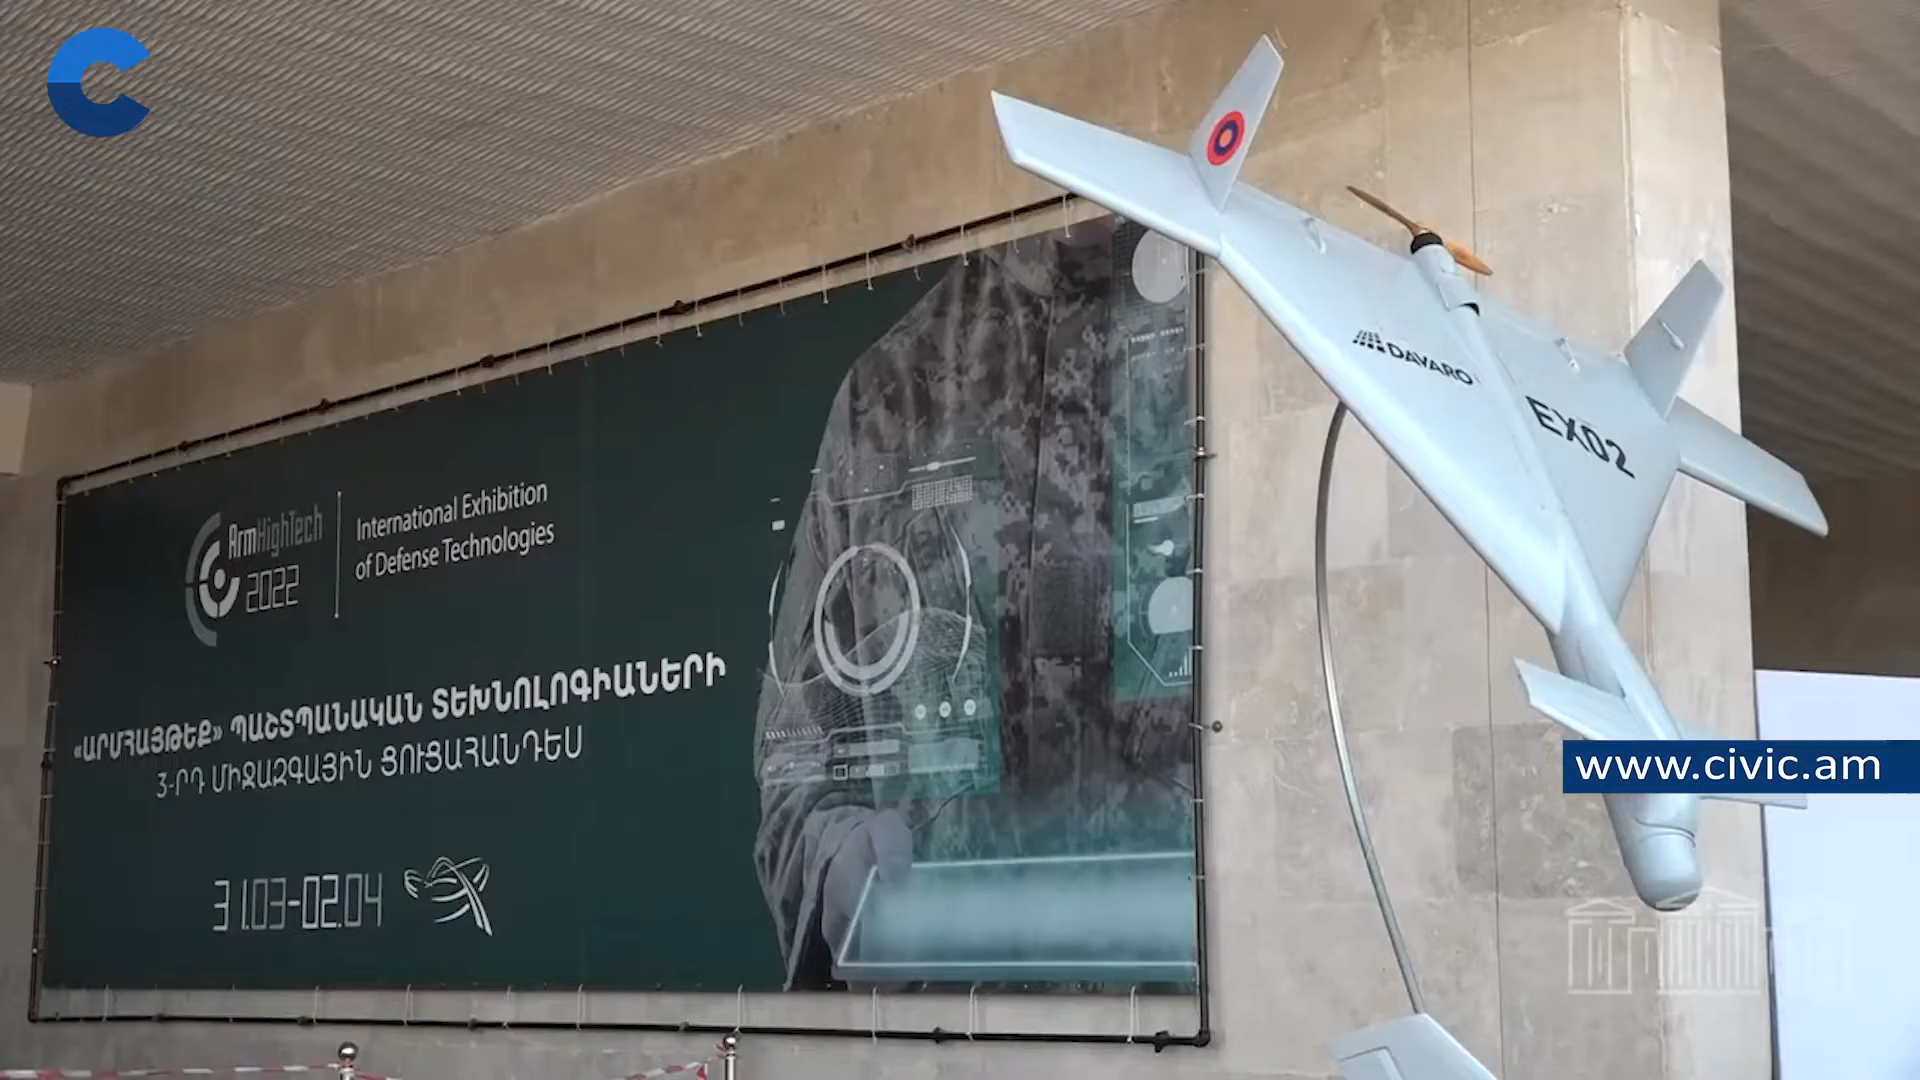 ArmHighTech
2022
International Exhibition
of Defense Technologies
«ԱՐՄՀԱՅԹԵՔ» ՊԱՇՏՊԱՆԱԿԱՆ ՏԵԽՆՈԼՈԳԻԱՆԵՐԻ
3-ՐԴ ՄԻՋԱԶԳԱՅԻՆ ՑՈՒՑԱՀԱՆԴԵՍ
31.03-02.04
DAVARO
EX02
www.civic.am